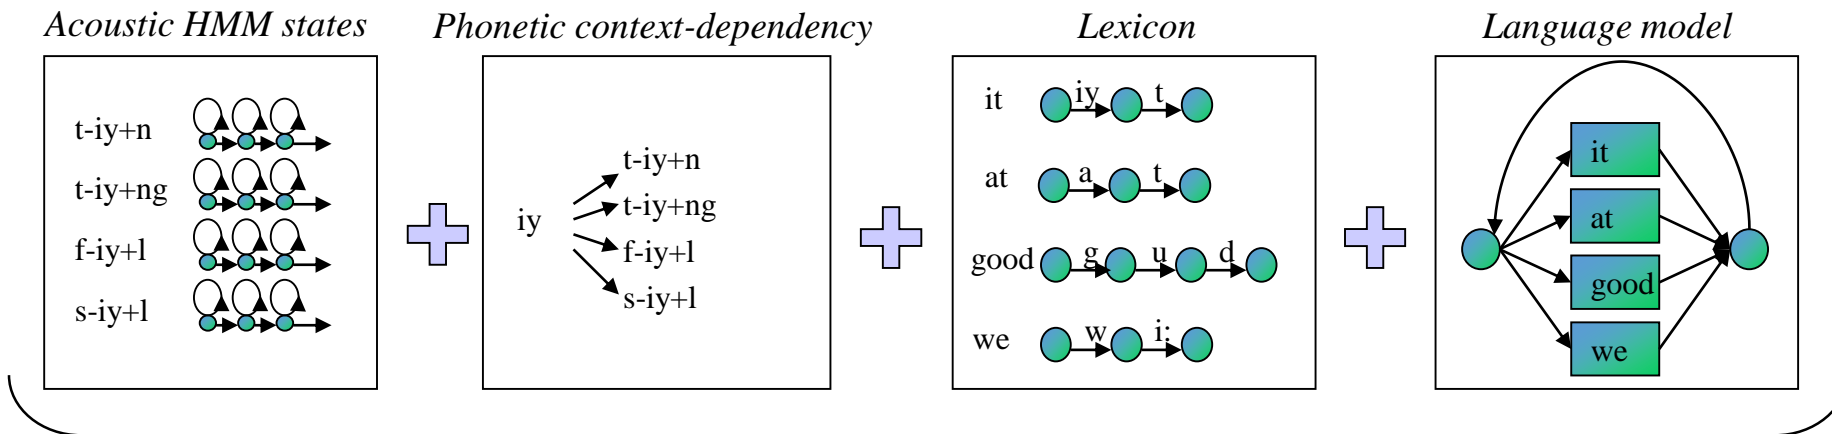 Acoustic HMM states
Phonetic context-dependency
Lexicon
Language model
t-iy+n
t-iy+ng
f-iy+l
s-iy+l
iy
t-iy+n
t-iy+ng
f-iy+l
s-iy+l
it iy t
at a t
good g u d
we w i:
it
at
good
we